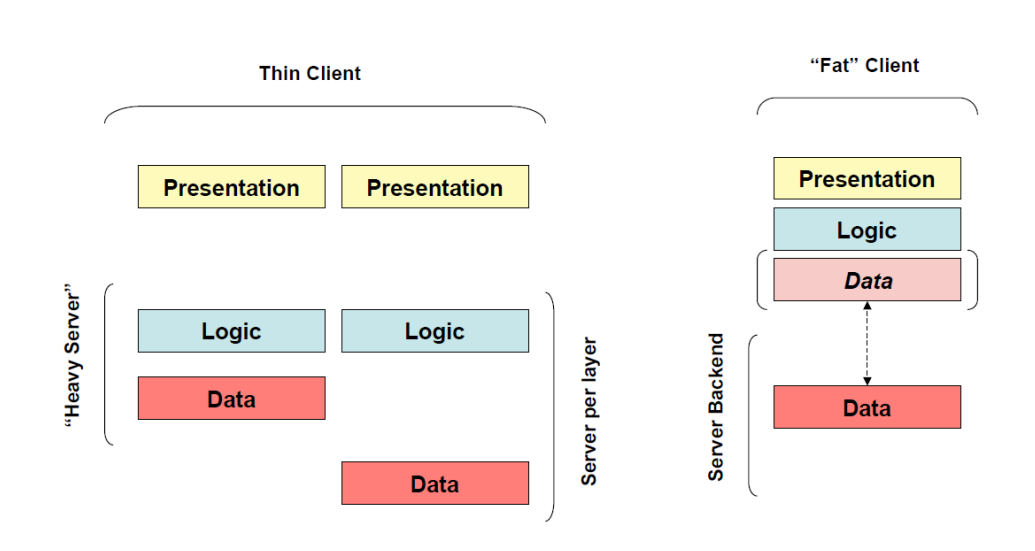 Thin Client
“Fat” Client
Presentation
Presentation
Presentation
Logic
Data
“Heavy Server”
Logic
Logic
Data
Data
Server per layer
Server Backend
Data